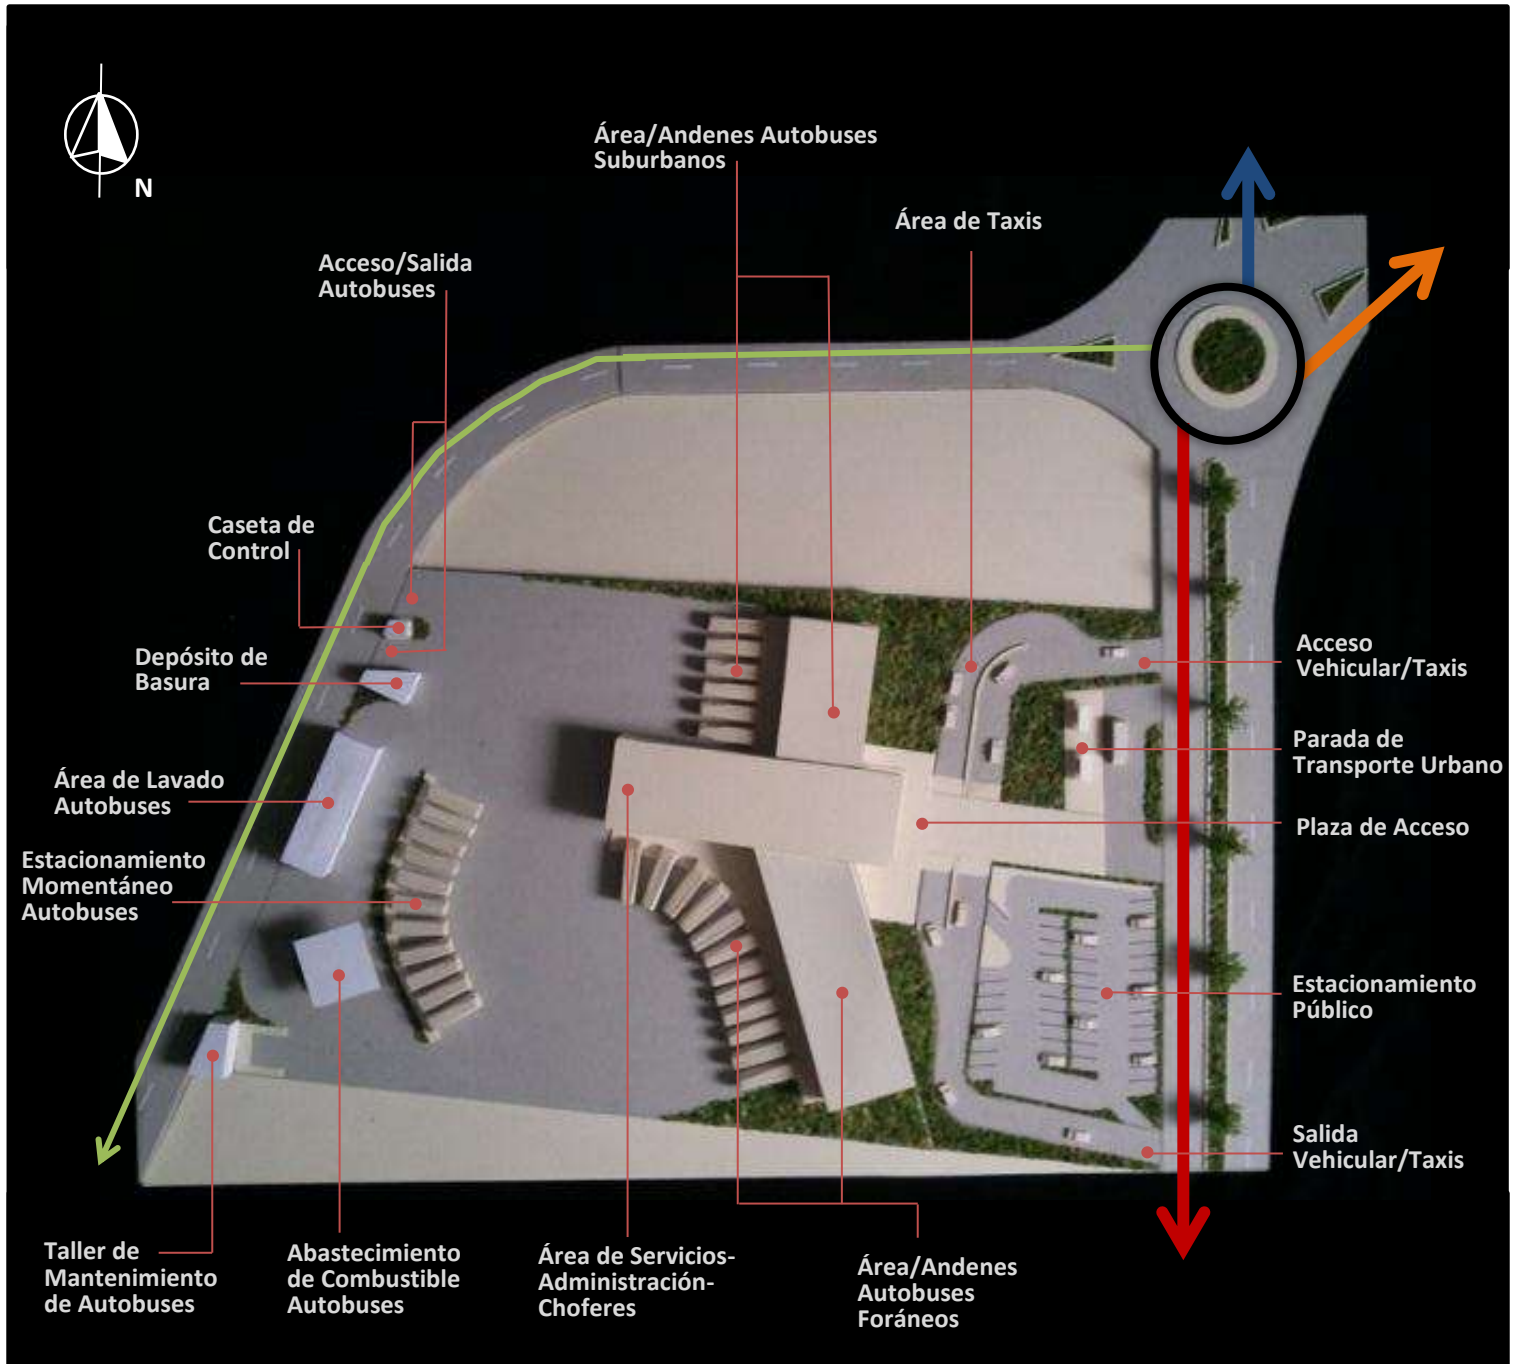 N
Área/Andenes Autobuses
Suburbanos
Área de Taxis
Acceso/Salida
Autobuses
Caseta de
Control
Depósito de
Basura
Área de Lavado
Autobuses
Estacionamiento
Momentáneo
Autobuses
Acceso
Vehicular/Taxis
Parada de
Transporte Urbano
Plaza de Acceso
Estacionamiento
Público
Salida
Vehicular/Taxis
Taller de
Mantenimiento
de Autobuses
Abastecimiento
de Combustible
Autobuses
Área de Servicios-
Administración-
Choferes
Área/Andenes
Autobuses
Foráneos